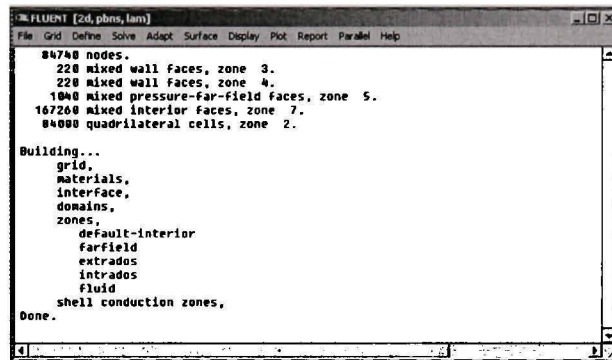 FLUENT [2d, pbns, lam]
File Grid Define Solve Adapt Surface Display Plot Report Parallel Help
84740 nodes.
220 mixed wall faces, zone 3.
220 mixed wall faces, zone 4.
1040 mixed pressure-far-field faces, zone 5.
167260 mixed interior faces, zone 7.
84000 quadrilateral cells, zone 2.
Building...
grid,
materials,
interface,
domains,
zones,
default-interior
farfield
extrados
intrados
fluid
shell conduction zones,
Done.